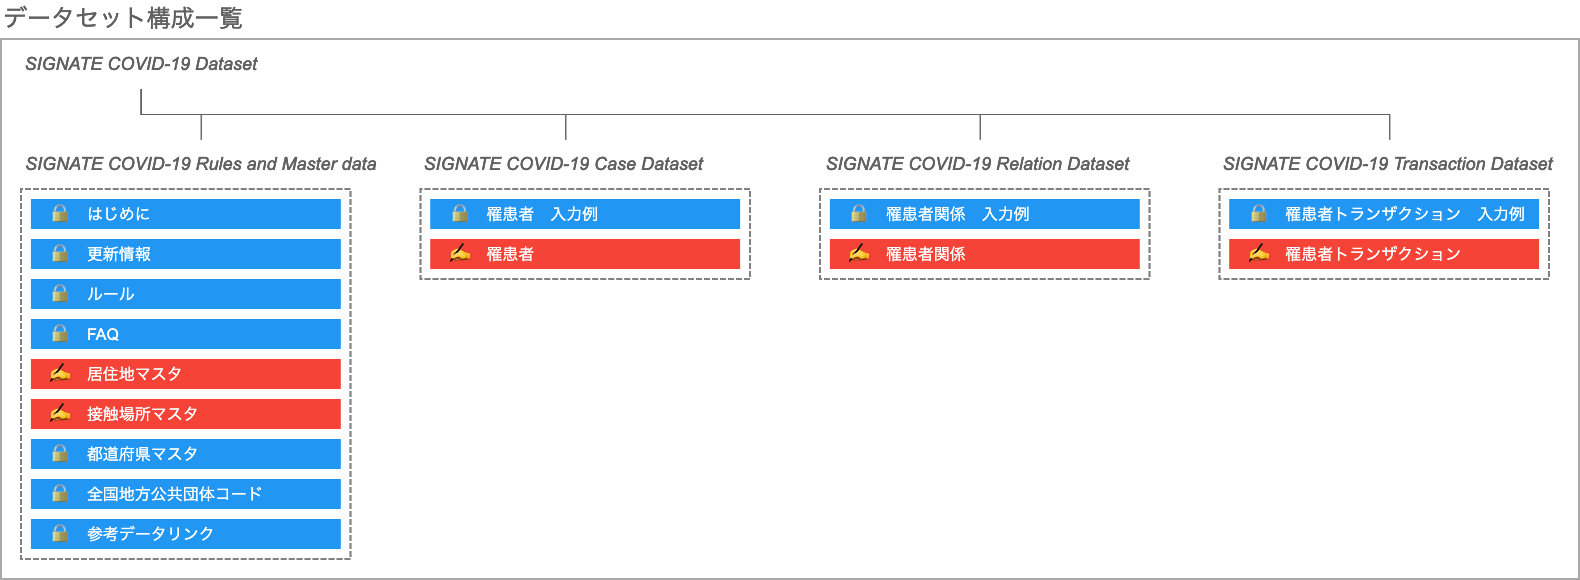 データセット構成一覧
SIGNATE COVID-19 Dataset
SIGNATE COVID-19 Rules and Master data
はじめに
更新情報
ルール
FAQ
居住地マスタ
接触場所マスタ
都道府県マスタ
全国地方公共団体コード
参考データリンク
SIGNATE COVID-19 Case Dataset
罹患者　入力例
罹患者
SIGNATE COVID-19 Relation Dataset
罹患者関係　入力例
罹患者関係
SIGNATE COVID-19 Transaction Dataset
罹患者トランザクション　入力例
罹患者トランザクション